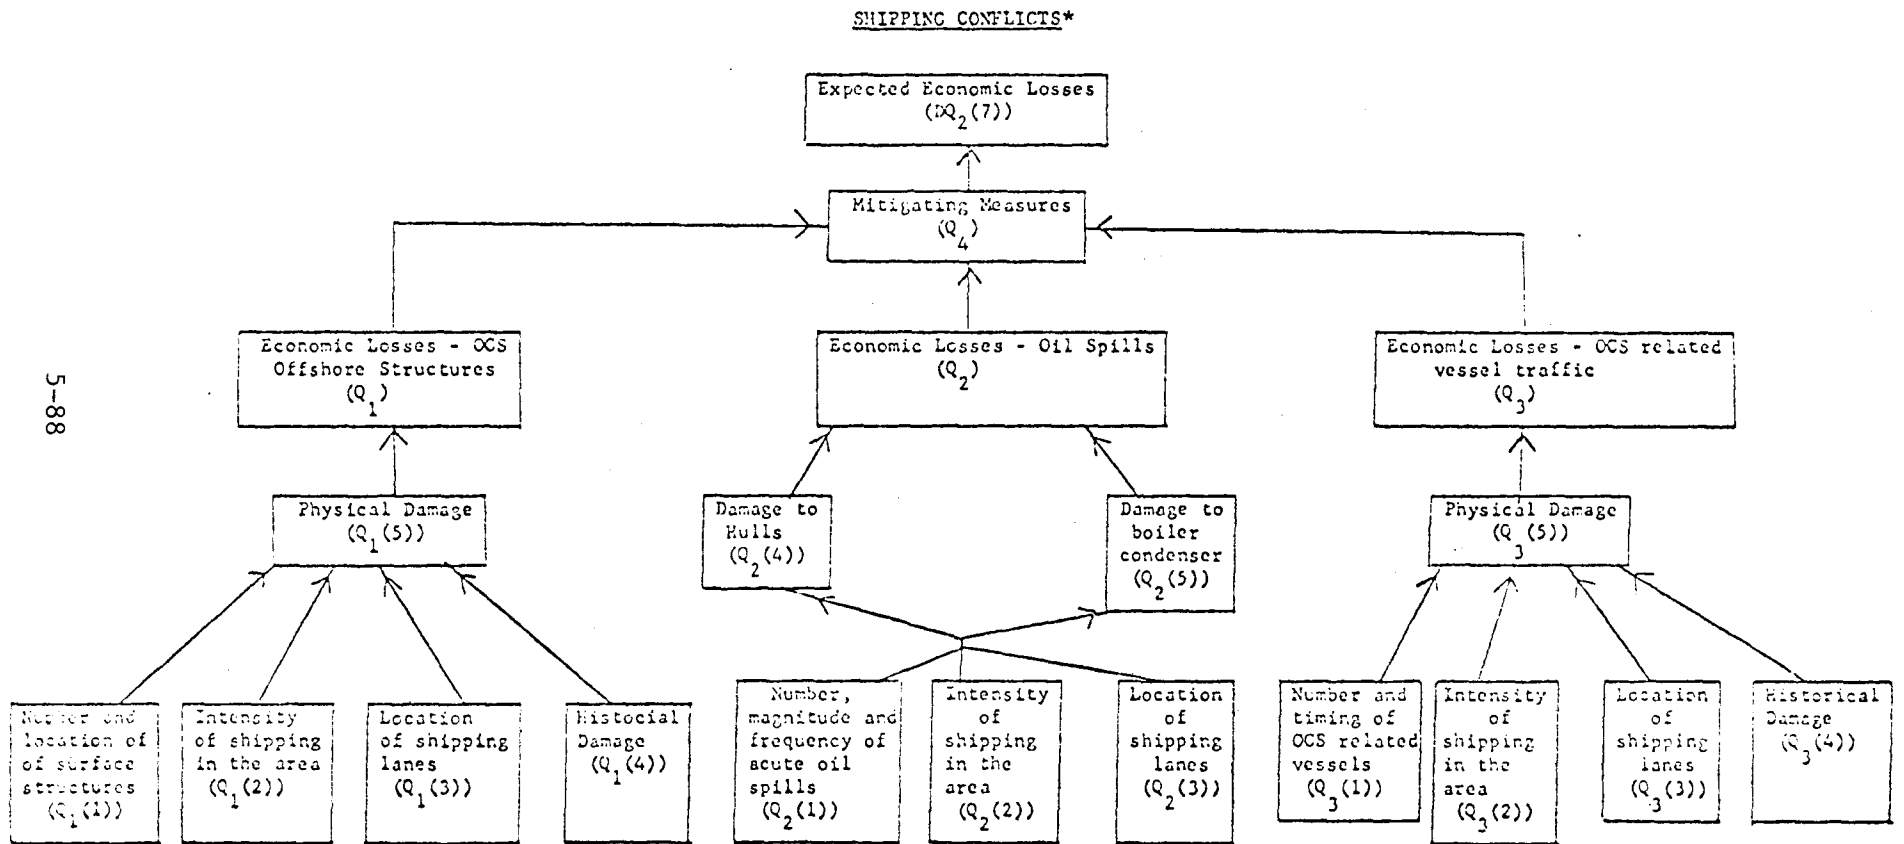 SHIPPING CONFLICTS*
Expected Economic Losses
(DQ2(7))
Mitigating Measures
(Q4)
Economic Losses - OCS
Offshore Structures
(Q1)
Economic Losses - Oil Spills
(Q2)
Economic Losses - OCS related
vessel traffic
(Q3)
5-88
Physical Damage
(Q1(5))
Damage to
Hulls
(Q2(4))
Damage to
boiler
condenser
(Q2(5))
Physical Damage
(Q3(5))
Number and
location of
of surface
structures
(Q1(1))
Intensity
of shipping
in the area
(Q1(2))
Location
of shipping
lanes
(Q1(3))
Histocial
Damage
(Q1(4))
Number,
magnitude and
frequency of
acute oil
spills
(Q2(1))
Intensity
of
shipping
in the
area
(Q2(2))
Location
of
shipping
lanes
(Q2(3))
Number and
timing of
OCS related
vessels
(Q3(1))
Intensity
of
shipping
in the
area
(Q3(2))
Location
of
shipping
lanes
(Q3(3))
Historical
Damage
(Q3(4))